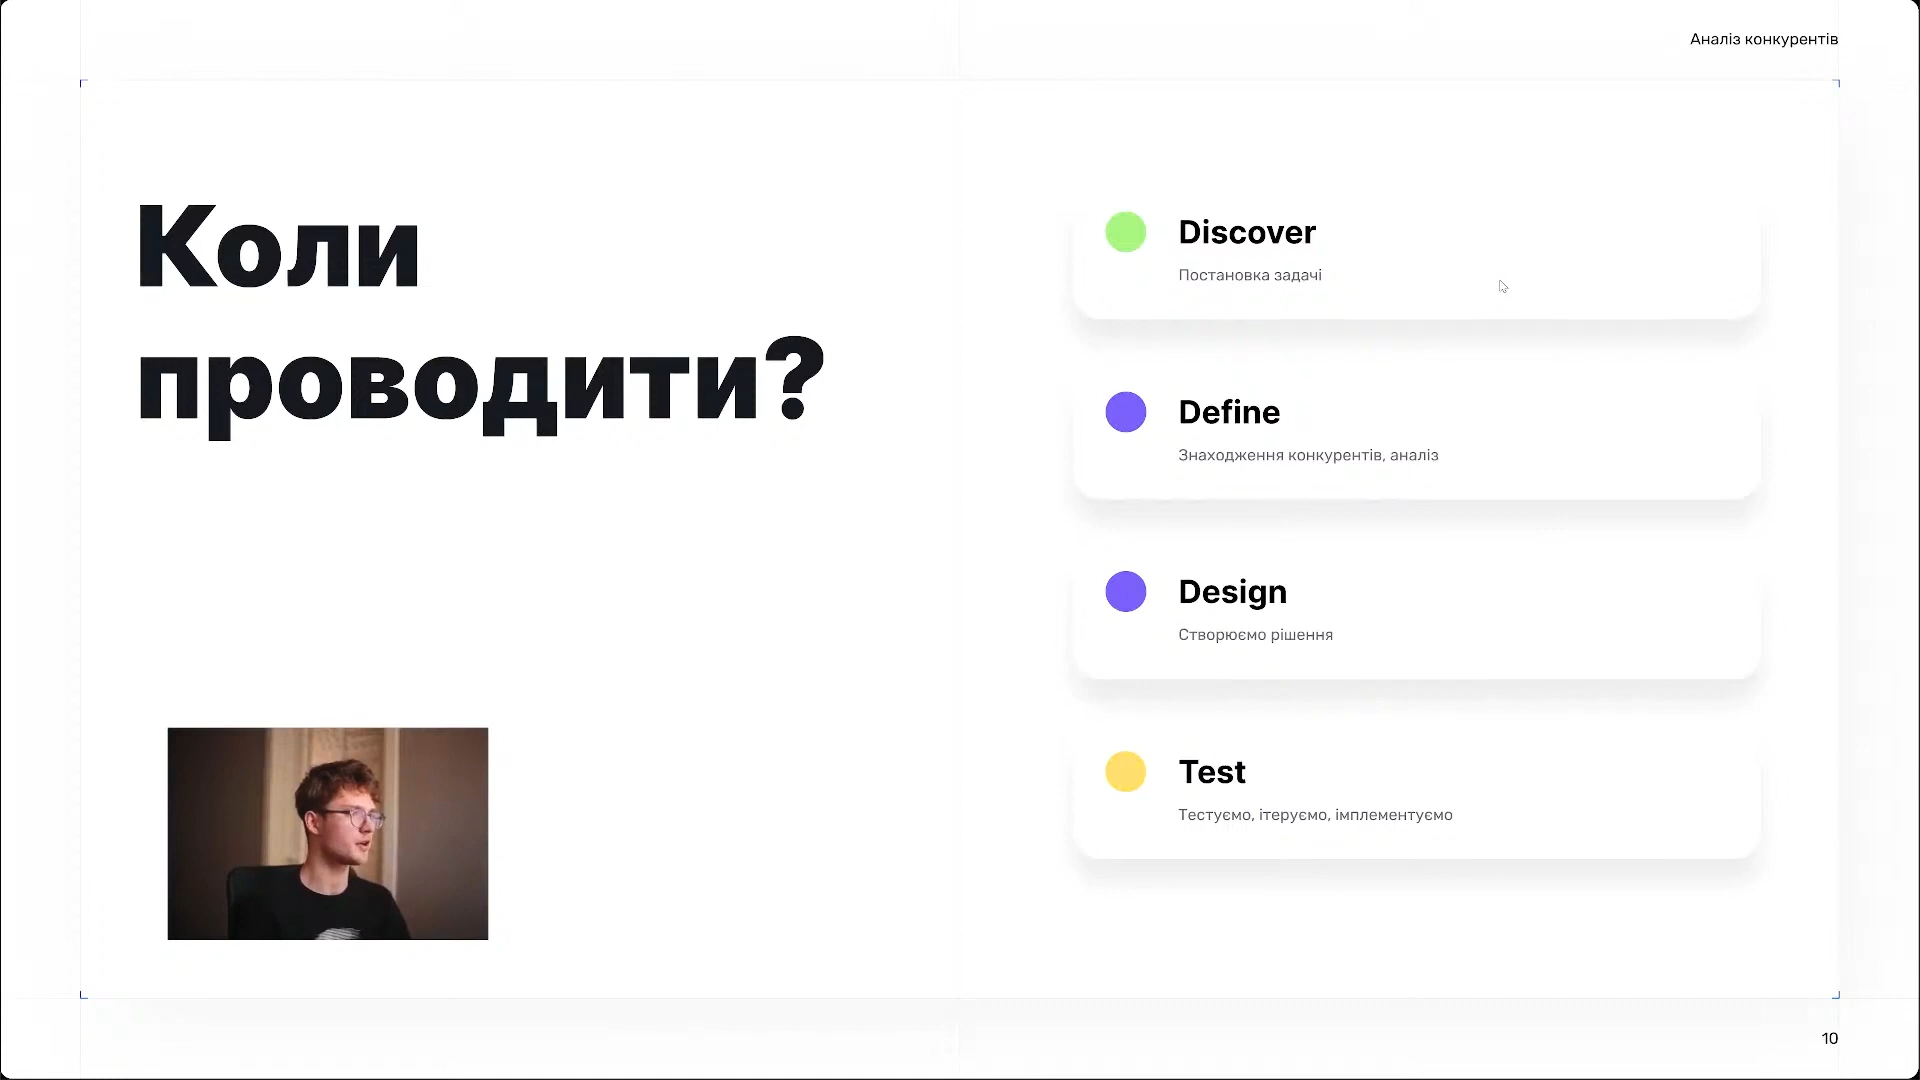 Аналіз конкурентів
Коли
проводити?
Discover
Постановка задачі
Define
Знаходження конкурентів, аналіз
Design
Створюємо рішення
Test
Тестуємо, ітеруємо, імплементуємо
10